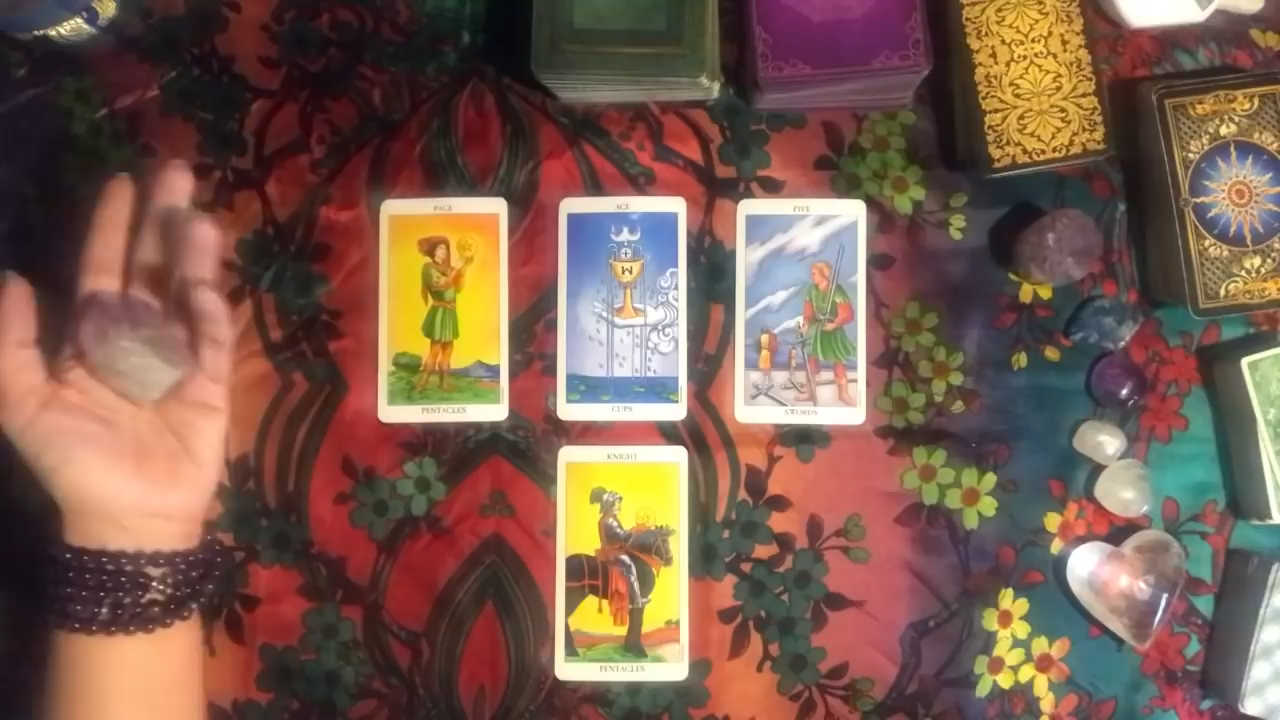 PAGE
PENTACLES
ACE
CUPS
FIVE
SWORDS
KNIGHT
PENTACLES